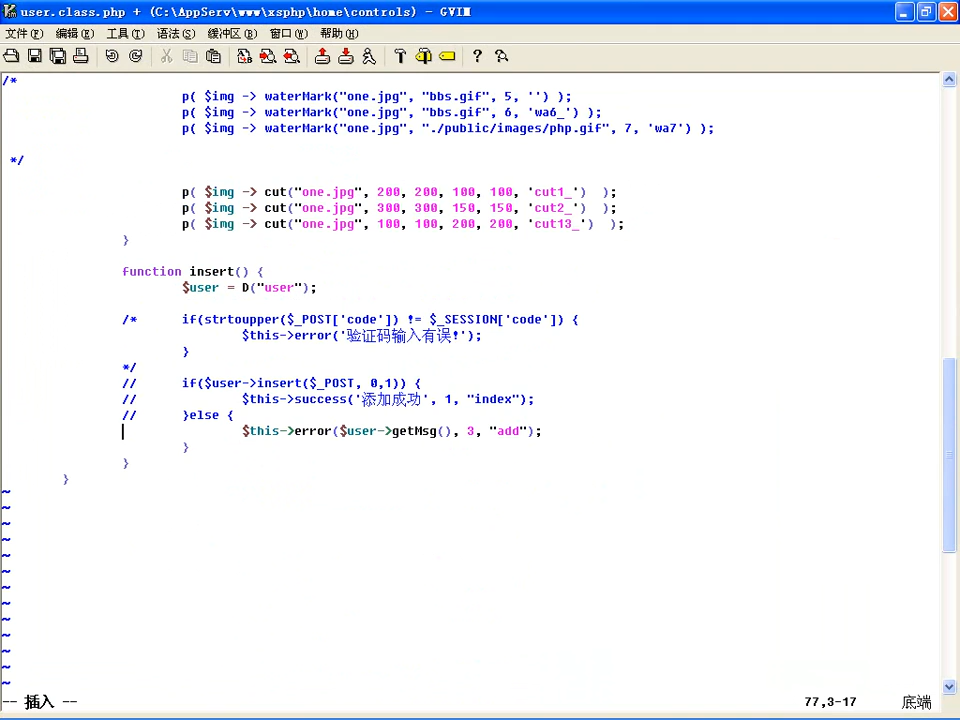 user.class.php + (C:\AppServ\www\xsphp\home\controls) - GVIM
文件(F) 编辑(E) 工具(T) 语法(S) 缓冲区(B) 窗口(W) 帮助(H)
/*
p( $img -> waterMark("one.jpg", "bbs.gif", 5, '') );
p( $img -> waterMark("one.jpg", "bbs.gif", 6, 'wa6_') );
p( $img -> waterMark("one.jpg", "./public/images/php.gif", 7, 'wa7') );
*/
p( $img -> cut("one.jpg", 200, 200, 100, 100, 'cut1_')  );
p( $img -> cut("one.jpg", 300, 300, 150, 150, 'cut2_')  );
p( $img -> cut("one.jpg", 100, 100, 200, 200, 'cut13_')  );
}
function insert() {
$user = D("user");
/* if(strtoupper($_POST['code']) != $_SESSION['code']) {
$this->error('验证码输入有误!');
}
*/
// if($user->insert($_POST, 0,1)) {
// $this->success('添加成功', 1, "index");
// }else {
$this->error($user->getMsg(), 3, "add");
}
}
}
~
~
~
~
~
~
~
~
~
~
~
~
~
-- 插入 -- 77,3-17 底端